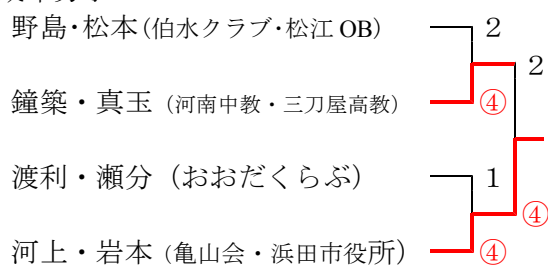 野島・松本(伯水クラブ・松江 OB) 2
2
鐘築・真玉 (河南中教・三刀屋高教) ④
渡利・瀬分 (おおだくらぶ) 1
④
河上・岩本 (亀山会・浜田市役所) ④